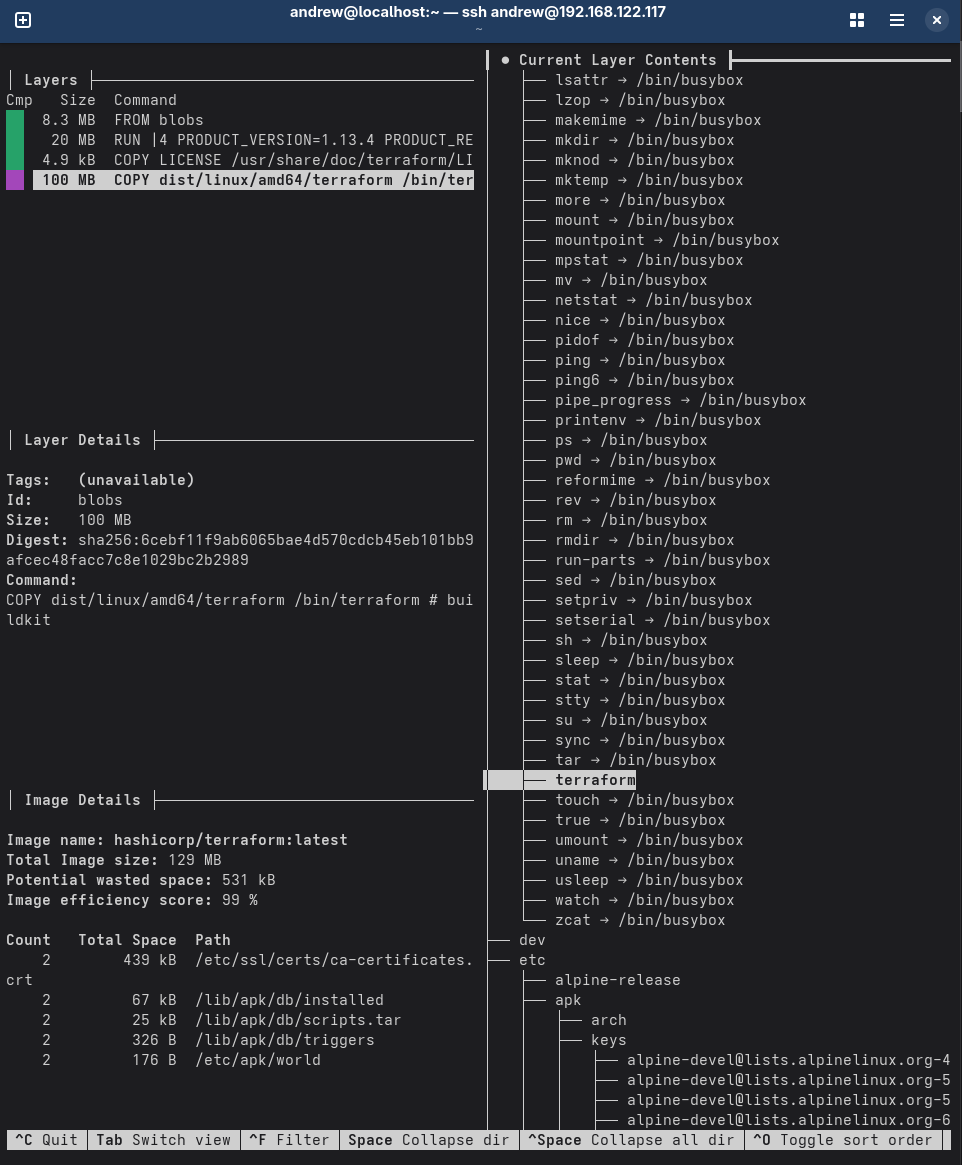 andrew@localhost:~ — ssh andrew@192.168.122.117
~
│ Layers ├
Cmp Size Command
8.3 MB FROM blobs
20 MB RUN |4 PRODUCT_VERSION=1.13.4 PRODUCT_RE
4.9 kB COPY LICENSE /usr/share/doc/terraform/LI
100 MB COPY dist/linux/amd64/terraform /bin/ter
│ Layer Details ├
Tags: (unavailable)
Id: blobs
Size: 100 MB
Digest: sha256:6cebf11f9ab6065bae4d570cdcb45eb101bb9
afcec48facc7c8e1029bc2b2989
Command:
COPY dist/linux/amd64/terraform /bin/terraform # bui
ldkit
│ Image Details ├
Image name: hashicorp/terraform:latest
Total Image size: 129 MB
Potential wasted space: 531 kB
Image efficiency score: 99 %
Count Total Space Path
2 439 kB /etc/ssl/certs/ca-certificates.
crt
2 67 kB /lib/apk/db/installed
2 25 kB /lib/apk/db/scripts.tar
2 326 B /lib/apk/db/triggers
2 176 B /etc/apk/world
┃ ● Current Layer Contents ┣
├── lsattr → /bin/busybox
├── lzop → /bin/busybox
├── makemime → /bin/busybox
├── mkdir → /bin/busybox
├── mknod → /bin/busybox
├── mktemp → /bin/busybox
├── more → /bin/busybox
├── mount → /bin/busybox
├── mountpoint → /bin/busybox
├── mpstat → /bin/busybox
├── mv → /bin/busybox
├── netstat → /bin/busybox
├── nice → /bin/busybox
├── pidof → /bin/busybox
├── ping → /bin/busybox
├── ping6 → /bin/busybox
├── pipe_progress → /bin/busybox
├── printenv → /bin/busybox
├── ps → /bin/busybox
├── pwd → /bin/busybox
├── reformime → /bin/busybox
├── rev → /bin/busybox
├── rm → /bin/busybox
├── rmdir → /bin/busybox
├── run-parts → /bin/busybox
├── sed → /bin/busybox
├── setpriv → /bin/busybox
├── setserial → /bin/busybox
├── sh → /bin/busybox
├── sleep → /bin/busybox
├── stat → /bin/busybox
├── stty → /bin/busybox
├── su → /bin/busybox
├── sync → /bin/busybox
├── tar → /bin/busybox
├── terraform
├── touch → /bin/busybox
├── true → /bin/busybox
├── umount → /bin/busybox
├── uname → /bin/busybox
├── usleep → /bin/busybox
├── watch → /bin/busybox
└── zcat → /bin/busybox
├── dev
├── etc
├── alpine-release
├── apk
├── arch
├── keys
├── alpine-devel@lists.alpinelinux.org-4
├── alpine-devel@lists.alpinelinux.org-5
├── alpine-devel@lists.alpinelinux.org-5
├── alpine-devel@lists.alpinelinux.org-6
^C Quit │ Tab Switch view │ ^F Filter │ Space Collapse dir │ ^Space Collapse all dir │ ^O Toggle sort order